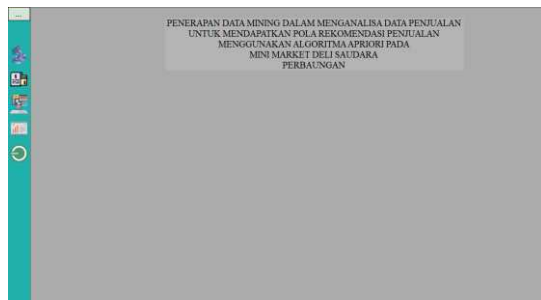 PENERAPAN DATA MINING DALAM MENGANALISA DATA PENJUALAN
UNTUK MENDAPATKAN POLA REKOMENDASI PENJUALAN
MENGGUNAKAN ALGORITMA APRIORI PADA
MINI MARKET DELI SAUDARA
PERBAUNGAN